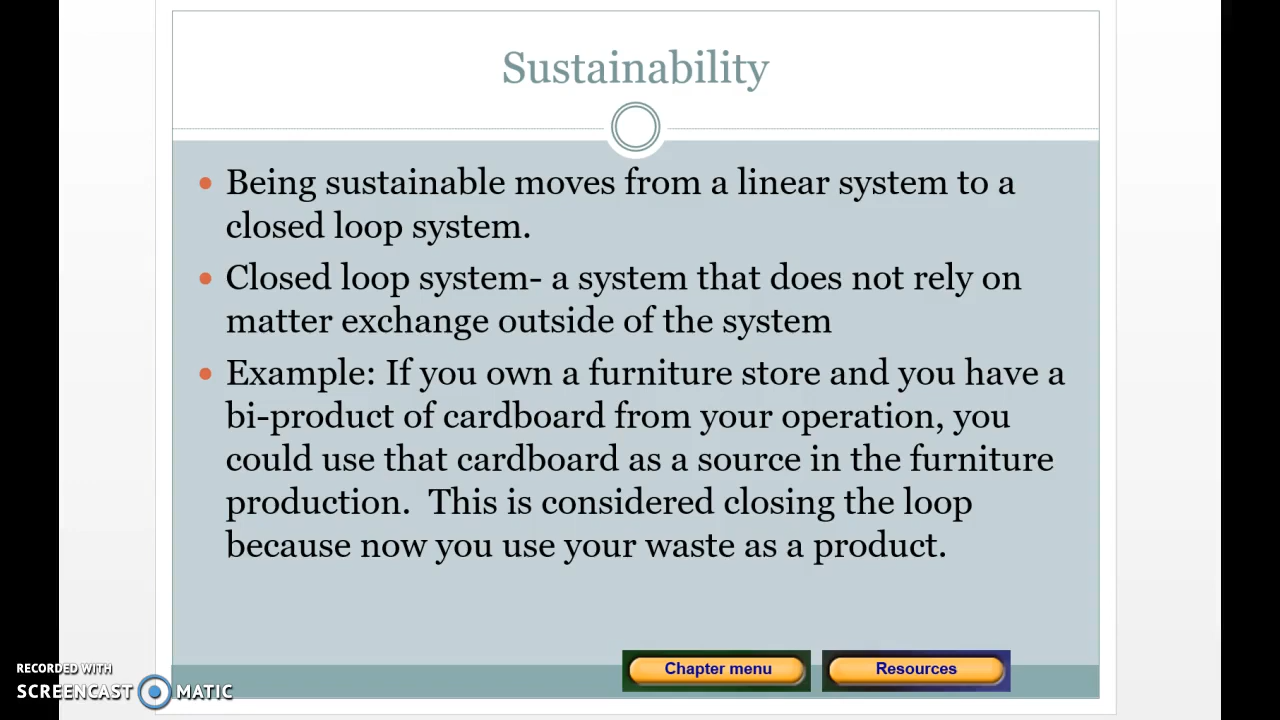 Sustainability
Being sustainable moves from a linear system to a
closed loop system.
Closed loop system- a system that does not rely on
matter exchange outside of the system
Example: If you own a furniture store and you have a
bi-product of cardboard from your operation, you
could use that cardboard as a source in the furniture
production.  This is considered closing the loop
because now you use your waste as a product.
Chapter menu
Resources
RECORDED WITH
SCREENCAST MATIC